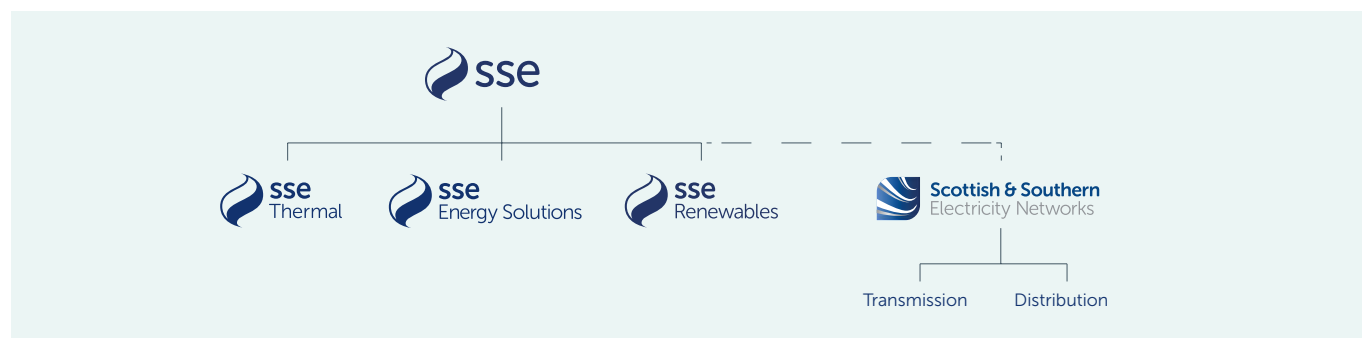 sse
sse
Thermal
sse
Energy Solutions
sse
Renewables
Scottish & Southern
Electricity Networks
Transmission
Distribution